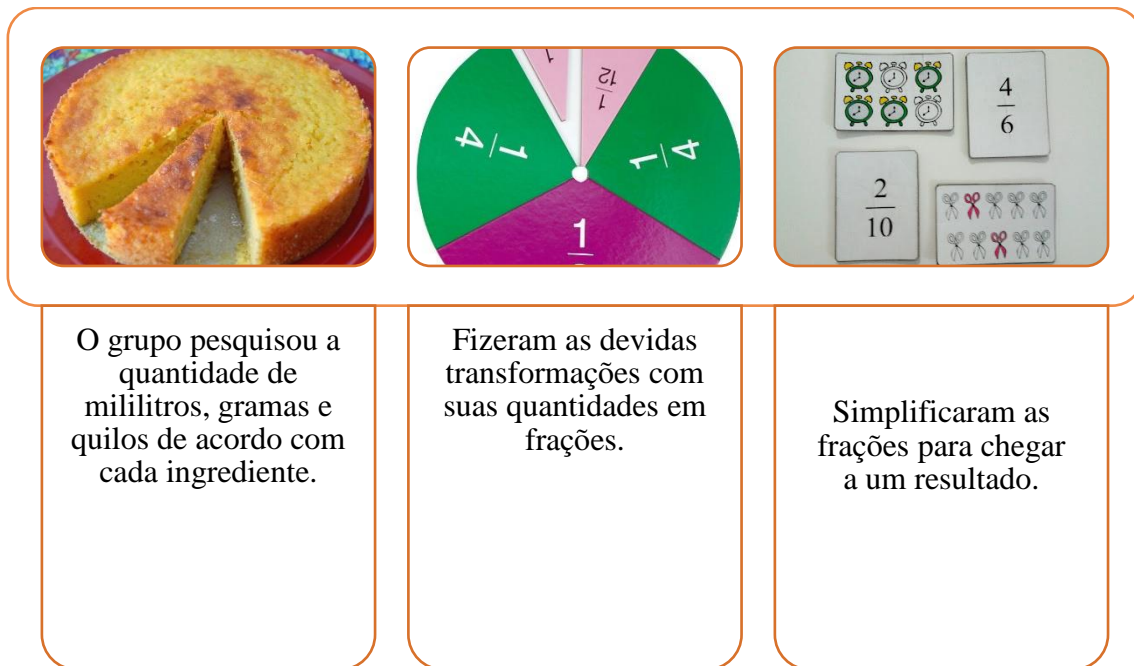 1
4
1
1
12
1
4
1
4
6
2
10
O grupo pesquisou a
quantidade de
mililitros, gramas e
quilos de acordo com
cada ingrediente.
Fizeram as devidas
transformações com
suas quantidades em
frações.
Simplificaram as
frações para chegar
a um resultado.